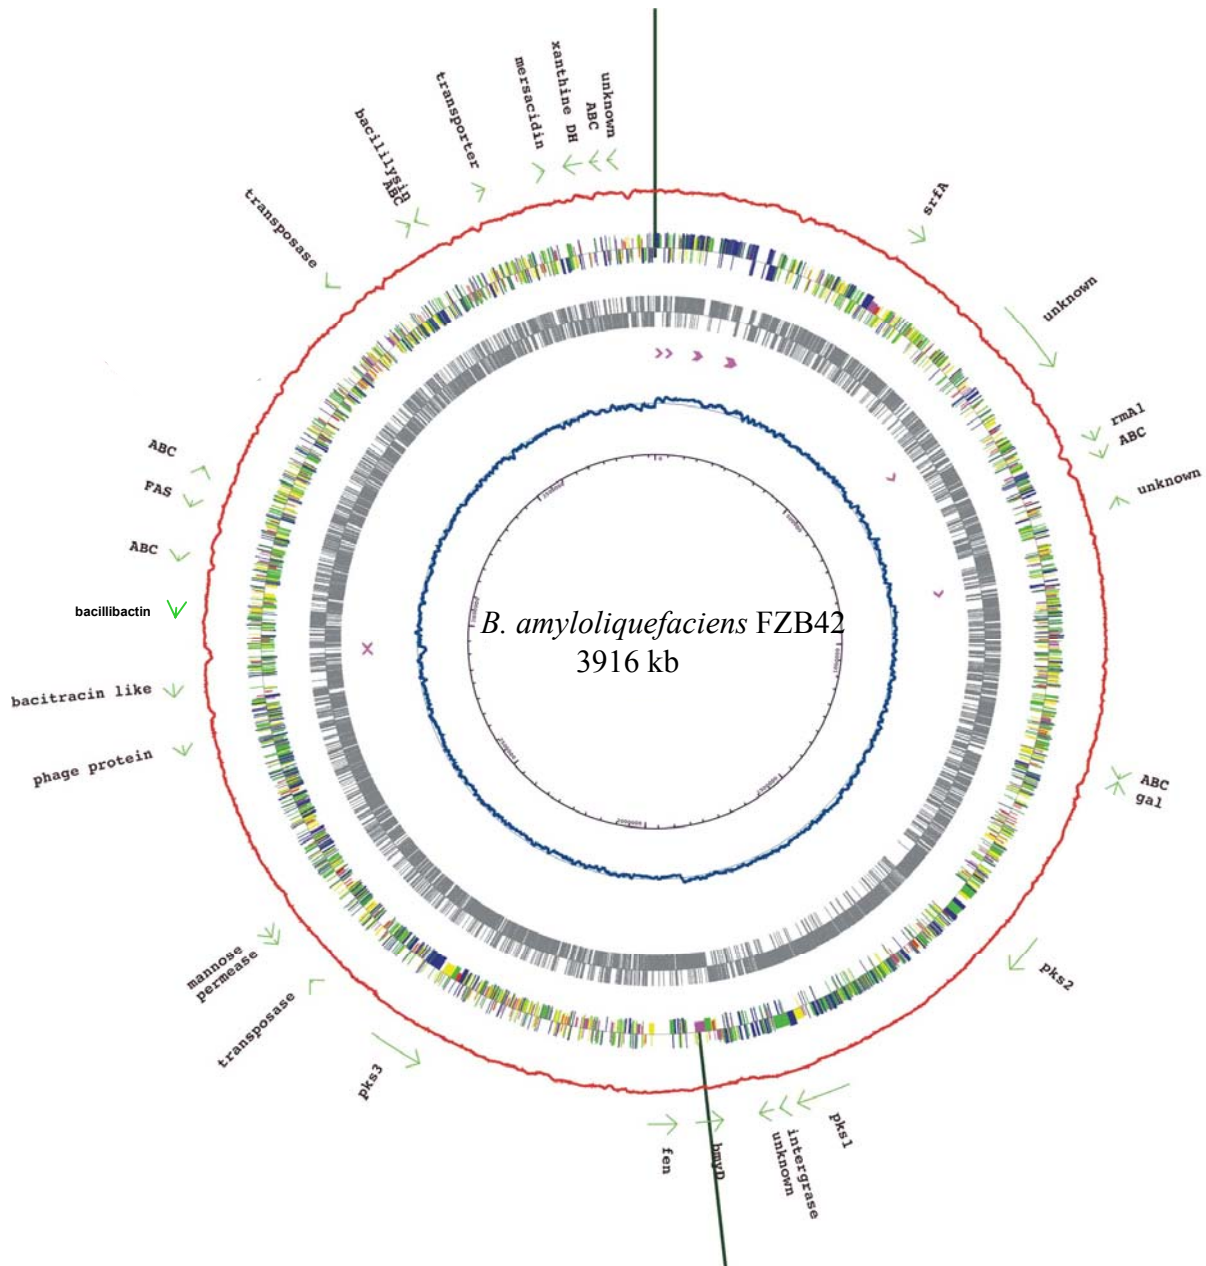 unknown
ABC
xanthine DH
mersacidin
transporter
bacililysin
ABC
transposase
srfA
unknown
rmA1
ABC
unknown
ABC
FAS
ABC
bacillibactin
bacitracin like
phage protein
B. amyloliquefaciens FZB42
3916 kb
ABC
gal
pks2
mannose
permease
transposase
pks3
fen
bmyD
unknown
intergrase
pks1